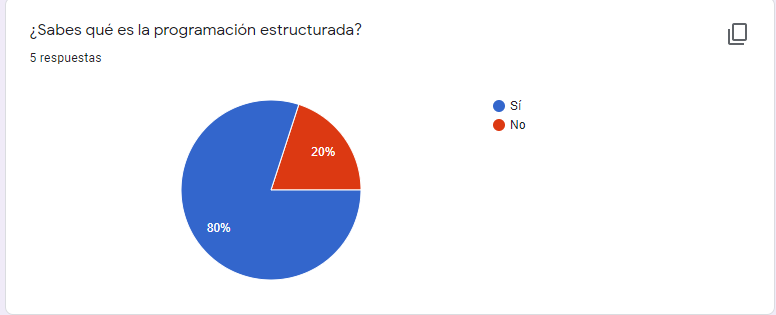 ¿Sabes qué es la programación estructurada?
5 respuestas
Sí
No
20%
80%